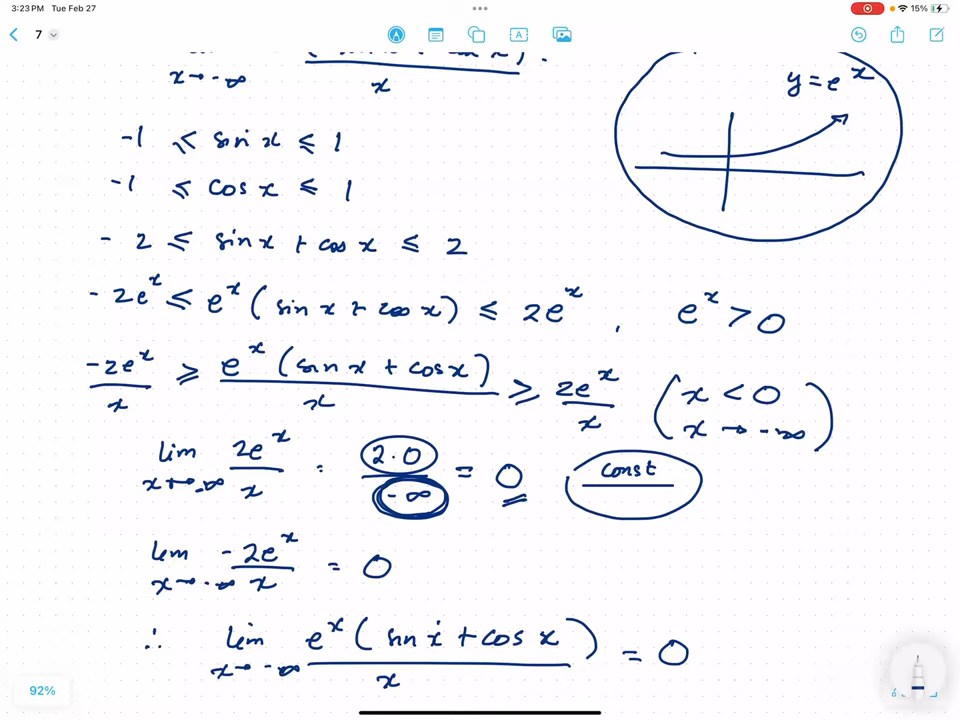 3:23 PM Tue Feb 27
15%
7
A
x → -∞ x
y = e^x
-1 ≤ sin x ≤ 1
-1 ≤ cos x ≤ 1
-2 ≤ sin x + cos x ≤ 2
-2e^x ≤ e^x (sin x + cos x) ≤ 2e^x , e^x > 0
-2e^x / x ≥ e^x (sin x + cos x) / x ≥ 2e^x / x (x < 0 x → -∞)
lim x → -∞ 2e^x / x = 2·0 / -∞ = 0 const
lim x → -∞ -2e^x / x = 0
∴ lim x → -∞ e^x (sin x + cos x) / x = 0
92%